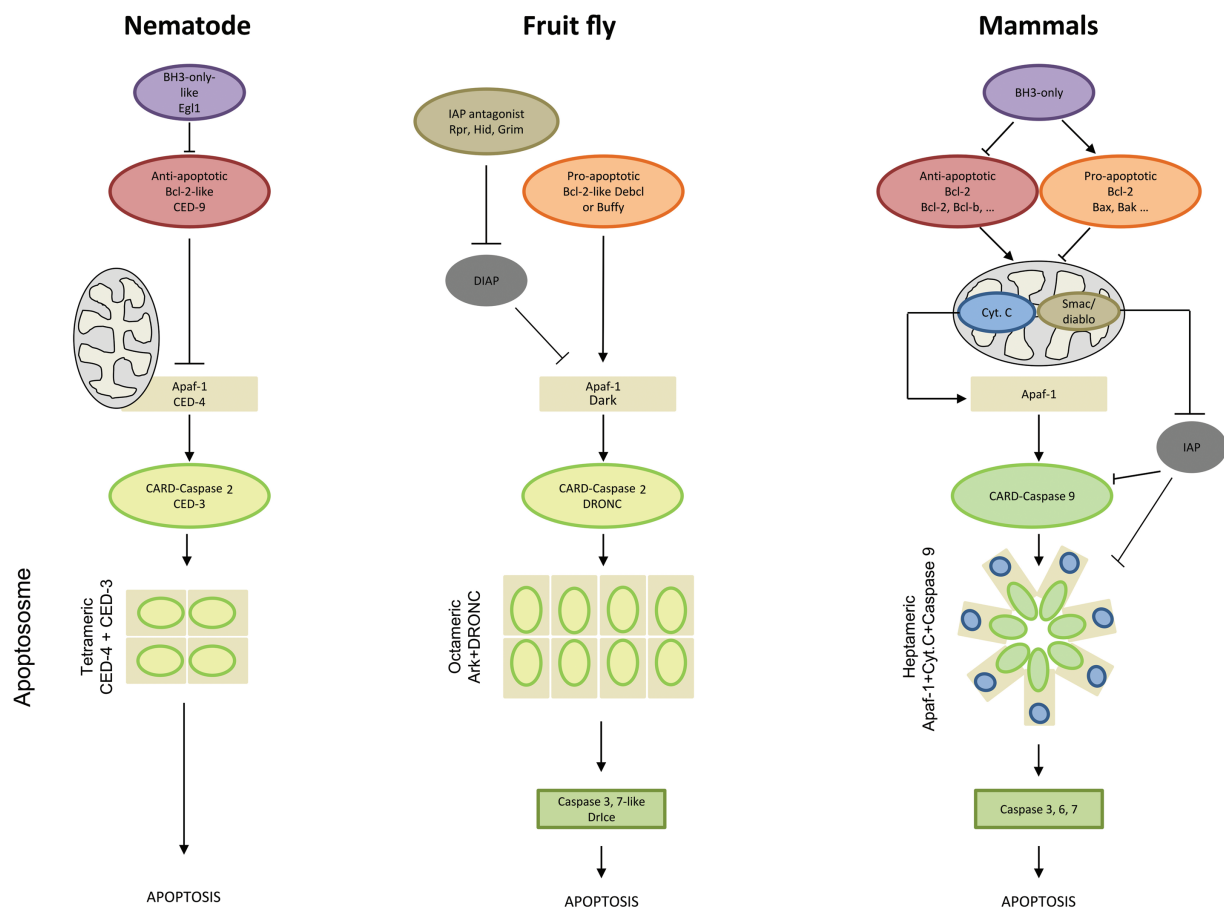 Nematode
BH3-only-
like
Egl1
Anti-apoptotic
Bcl-2-like
CED-9
Apaf-1
CED-4
CARD-Caspase 2
CED-3
Apoptososme
Tetrameric
CED-4 + CED-3
APOPTOSIS
Fruit fly
IAP antagonist
Rpr, Hid, Grim
Pro-apoptotic
Bcl-2-like Debcl
or Buffy
DIAP
Apaf-1
Dark
CARD-Caspase 2
DRONC
Octameric
Ark+DRONC
Caspase 3, 7-like
DrIce
APOPTOSIS
Mammals
BH3-only
Anti-apoptotic
Bcl-2
Bcl-2, Bcl-b, ...
Pro-apoptotic
Bcl-2
Bax, Bak ...
Cyt. C
Smac/
diablo
Apaf-1
IAP
CARD-Caspase 9
Heptameric
Apaf-1+Cyt.C+Caspase 9
Caspase 3, 6, 7
APOPTOSIS